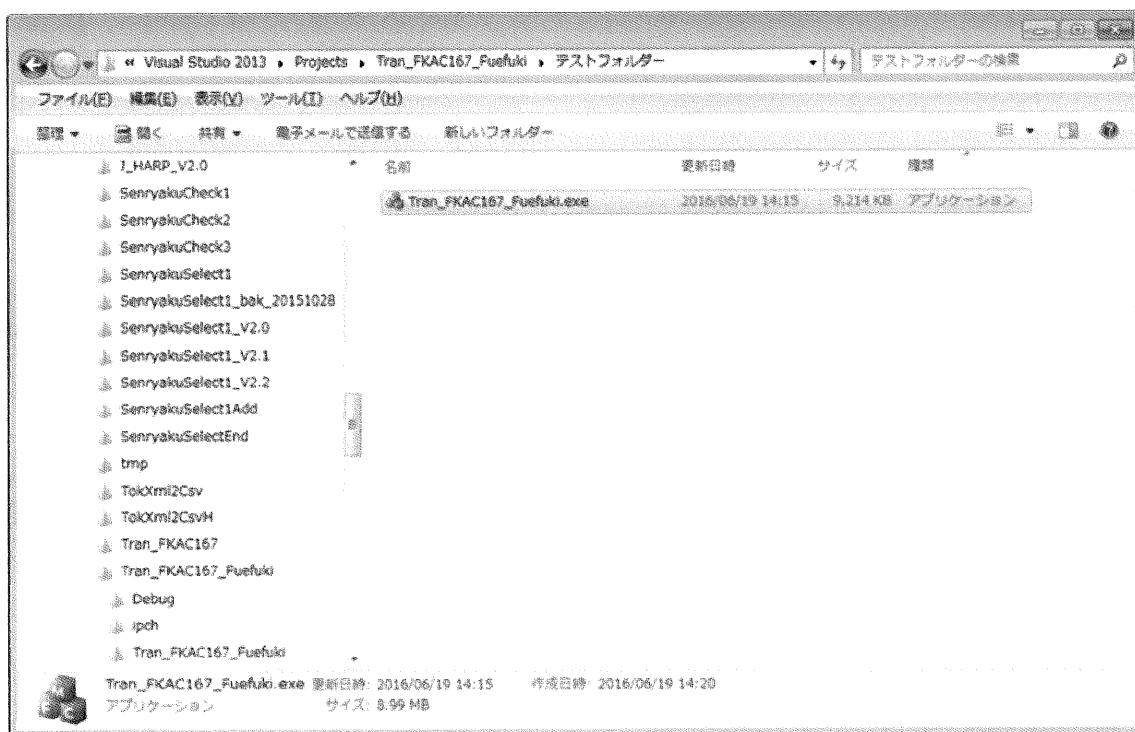 « Visual Studio 2013 ▸ Projects ▸ Tran_FKAC167_Fuefuki ▸ テストフォルダー
テストフォルダーの検索
ファイル(F) 編集(E) 表示(V) ツール(T) ヘルプ(H)
整理 ▼ 開く 共有 ▼ 電子メールで送信する 新しいフォルダー
J_HARP_V2.0
SenryakuCheck1
SenryakuCheck2
SenryakuCheck3
SenryakuSelect1
SenryakuSelect1_bak_20151028
SenryakuSelect1_V2.0
SenryakuSelect1_V2.1
SenryakuSelect1_V2.2
SenryakuSelect1Add
SenryakuSelectEnd
tmp
TokXml2Csv
TokXml2CsvH
Tran_FKAC167
Tran_FKAC167_Fuefuki
Debug
ipch
Tran_FKAC167_Fuefuki
名前 更新日時 サイズ 種類
Tran_FKAC167_Fuefuki.exe 2016/06/19 14:15 9,214 KB アプリケーション
Tran_FKAC167_Fuefuki.exe 更新日時: 2016/06/19 14:15 作成日時: 2016/06/19 14:20
アプリケーション サイズ: 8.99 MB